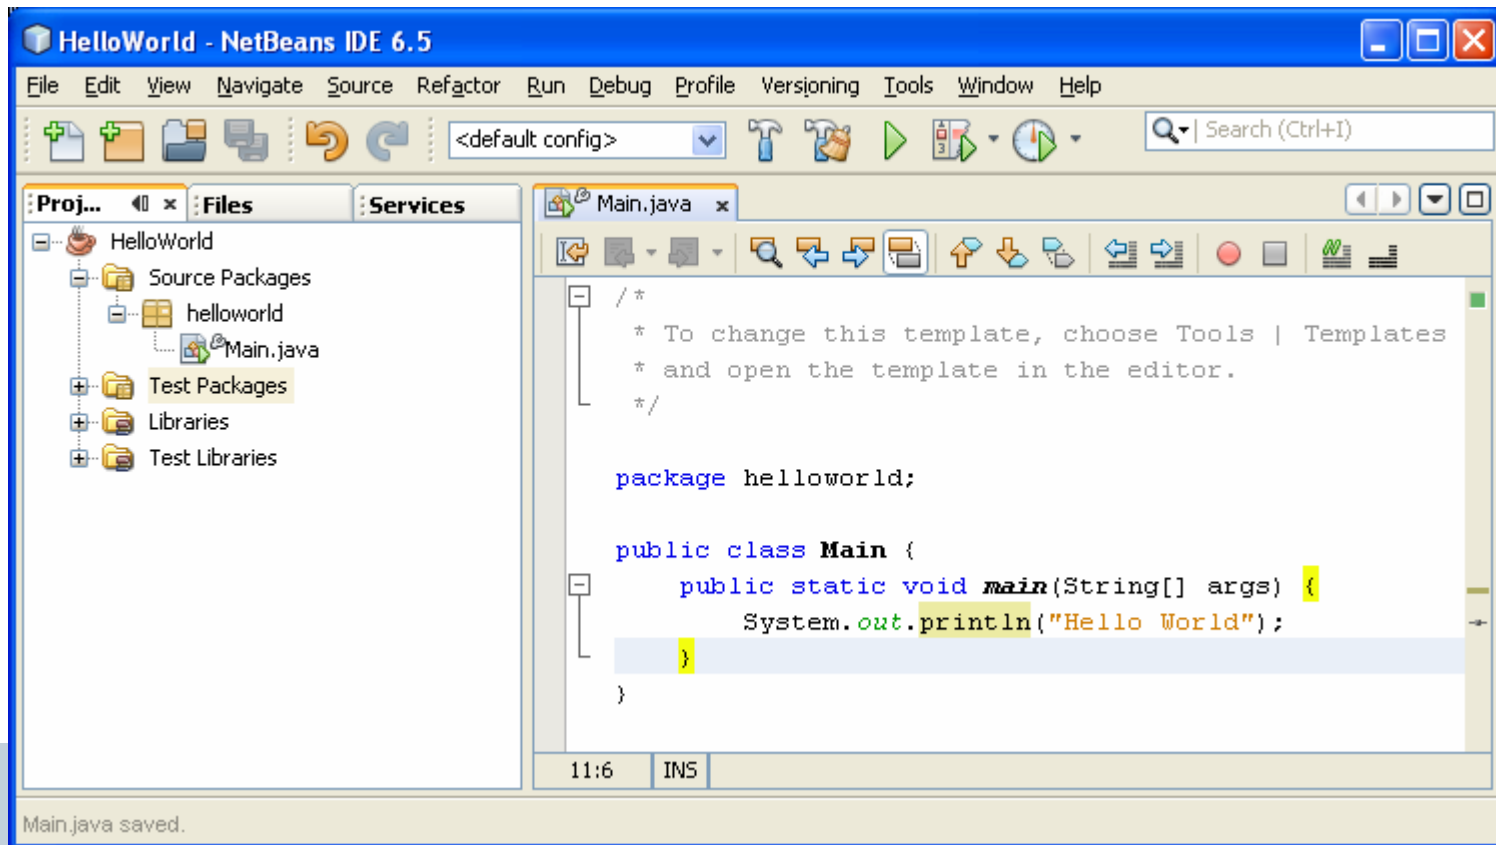 HelloWorld - NetBeans IDE 6.5
File Edit View Navigate Source Refactor Run Debug Profile Versioning Tools Window Help
<default config>
Search (Ctrl+I)
Proj... Files Services
HelloWorld
Source Packages
helloworld
Main.java
Test Packages
Libraries
Test Libraries
Main.java
/*
* To change this template, choose Tools | Templates
* and open the template in the editor.
*/
package helloworld;
public class Main {
public static void main(String[] args) {
System.out.println("Hello World");
}
}
11:6 INS
Main.java saved.